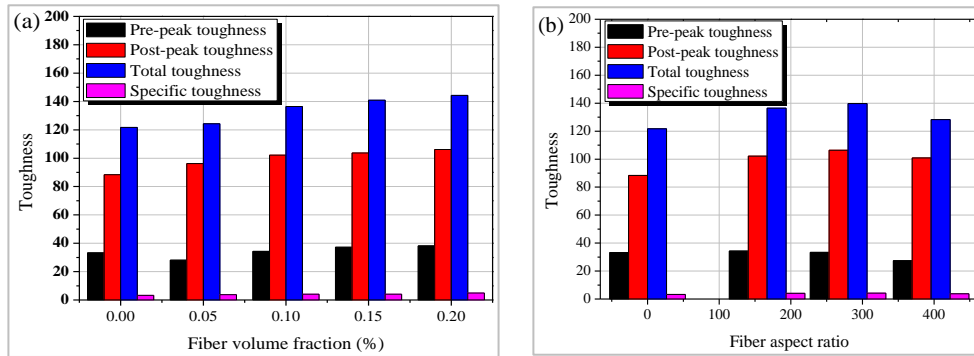 (a)
200
180
160
140
120
100
80
60
40
20
0
Toughness
Pre-peak toughness
Post-peak toughness
Total toughness
Specific toughness
0.00 0.05 0.10 0.15 0.20
Fiber volume fraction (%)
(b)
200
180
160
140
120
100
80
60
40
20
0
Toughness
Pre-peak toughness
Post-peak toughness
Total toughness
Specific toughness
0 100 200 300 400
Fiber aspect ratio